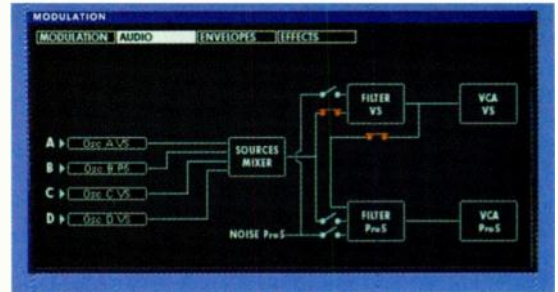 MODULATION
MODULATION AUDIO ENVELOPES EFFECTS
FILTER VS
VCA VS
A Osc A VS
B Osc B PS
C Osc C VS
D Osc D VS
SOURCES MIXER
NOISE ProS
FILTER ProS
VCA ProS